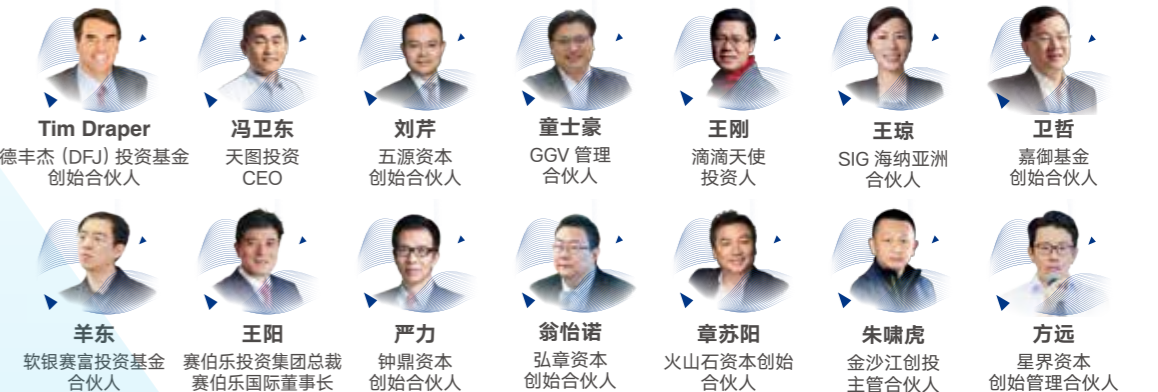 Tim Draper
德丰杰（DFJ）投资基金
创始合伙人
冯卫东
天图投资
CEO
刘芹
五源资本
创始合伙人
童士豪
GGV 管理
合伙人
王刚
滴滴天使
投资人
王琼
SIG 海纳亚洲
合伙人
卫哲
嘉御基金
创始合伙人
羊东
软银赛富投资基金
合伙人
王阳
赛伯乐投资集团总裁
赛伯乐国际董事长
严力
钟鼎资本
创始合伙人
翁怡诺
弘章资本
创始合伙人
章苏阳
火山石资本创始
合伙人
朱啸虎
金沙江创投
主管合伙人
方远
星界资本
创始管理合伙人